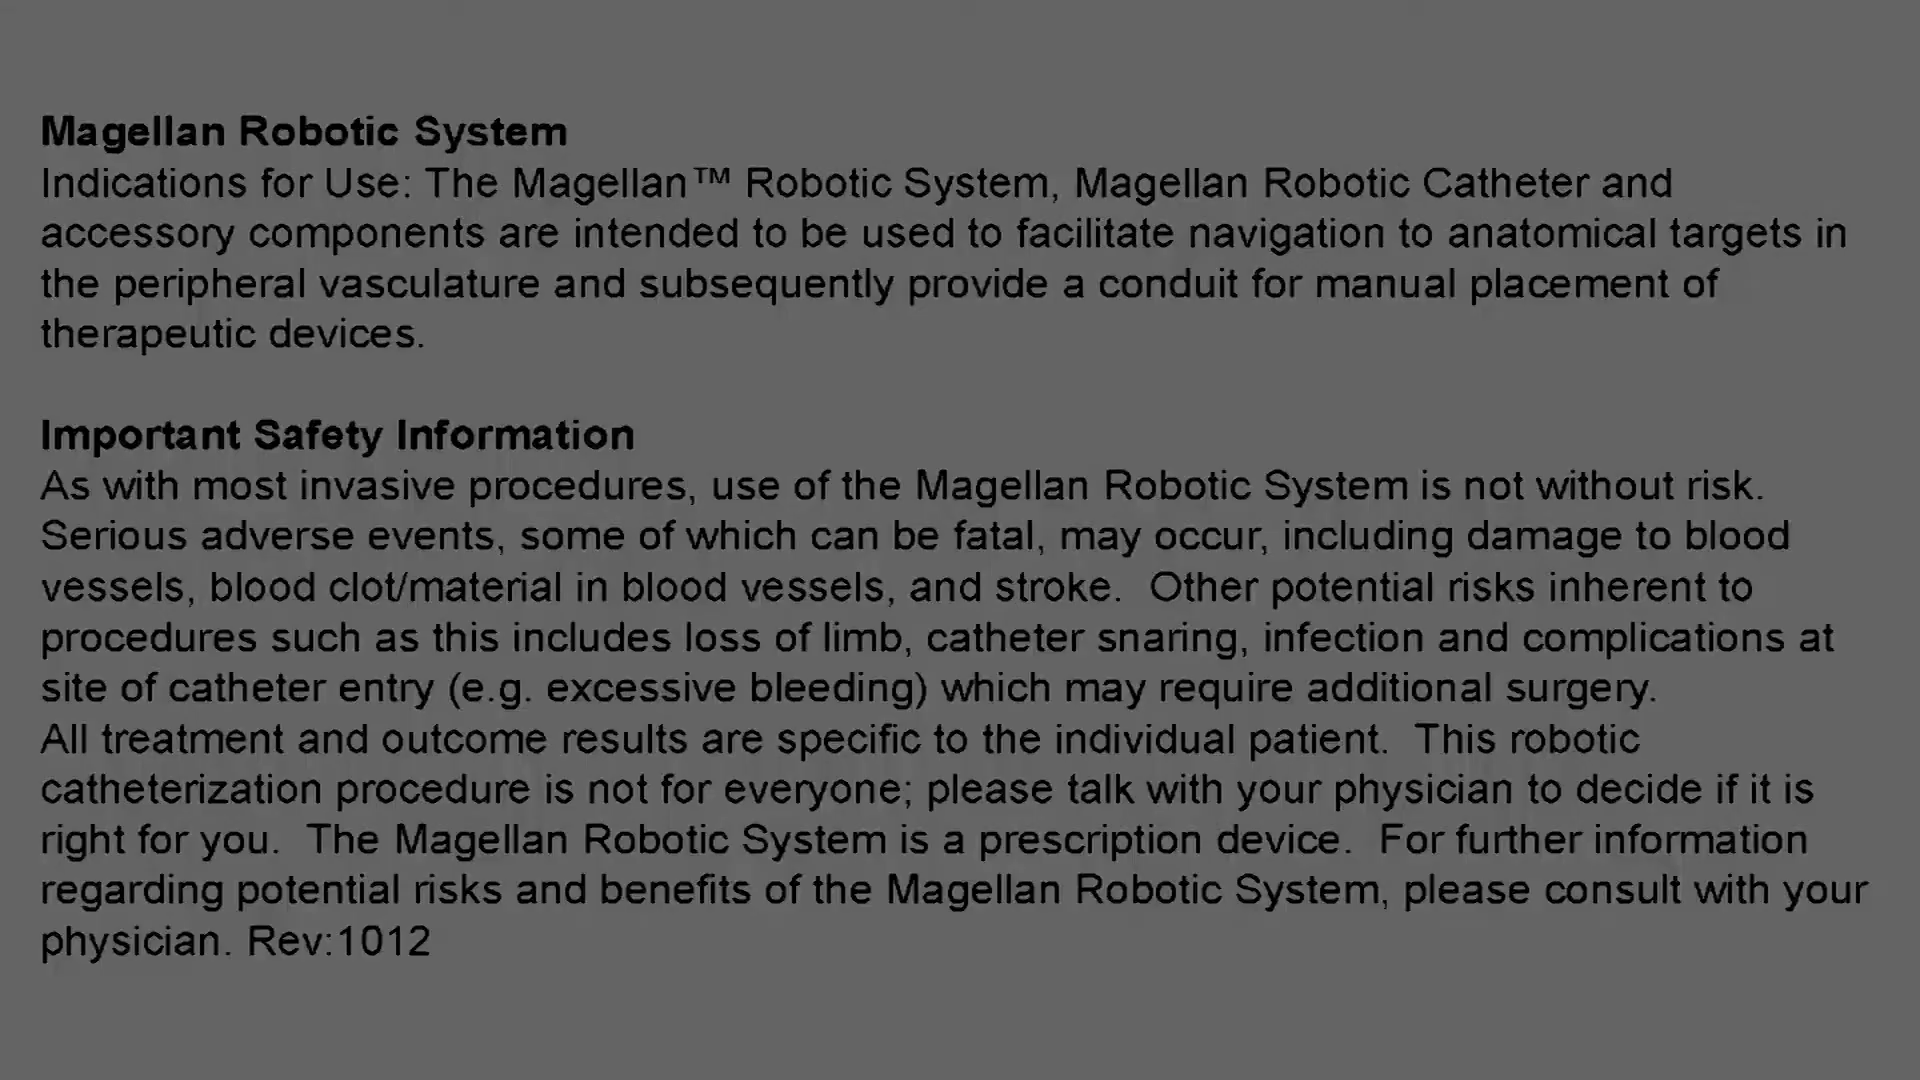 Magellan Robotic System
Indications for Use: The Magellan™ Robotic System, Magellan Robotic Catheter and
accessory components are intended to be used to facilitate navigation to anatomical targets in
the peripheral vasculature and subsequently provide a conduit for manual placement of
therapeutic devices.
Important Safety Information
As with most invasive procedures, use of the Magellan Robotic System is not without risk.
Serious adverse events, some of which can be fatal, may occur, including damage to blood
vessels, blood clot/material in blood vessels, and stroke.  Other potential risks inherent to
procedures such as this includes loss of limb, catheter snaring, infection and complications at
site of catheter entry (e.g. excessive bleeding) which may require additional surgery.
All treatment and outcome results are specific to the individual patient.  This robotic
catheterization procedure is not for everyone; please talk with your physician to decide if it is
right for you.  The Magellan Robotic System is a prescription device.  For further information
regarding potential risks and benefits of the Magellan Robotic System, please consult with your
physician. Rev:1012